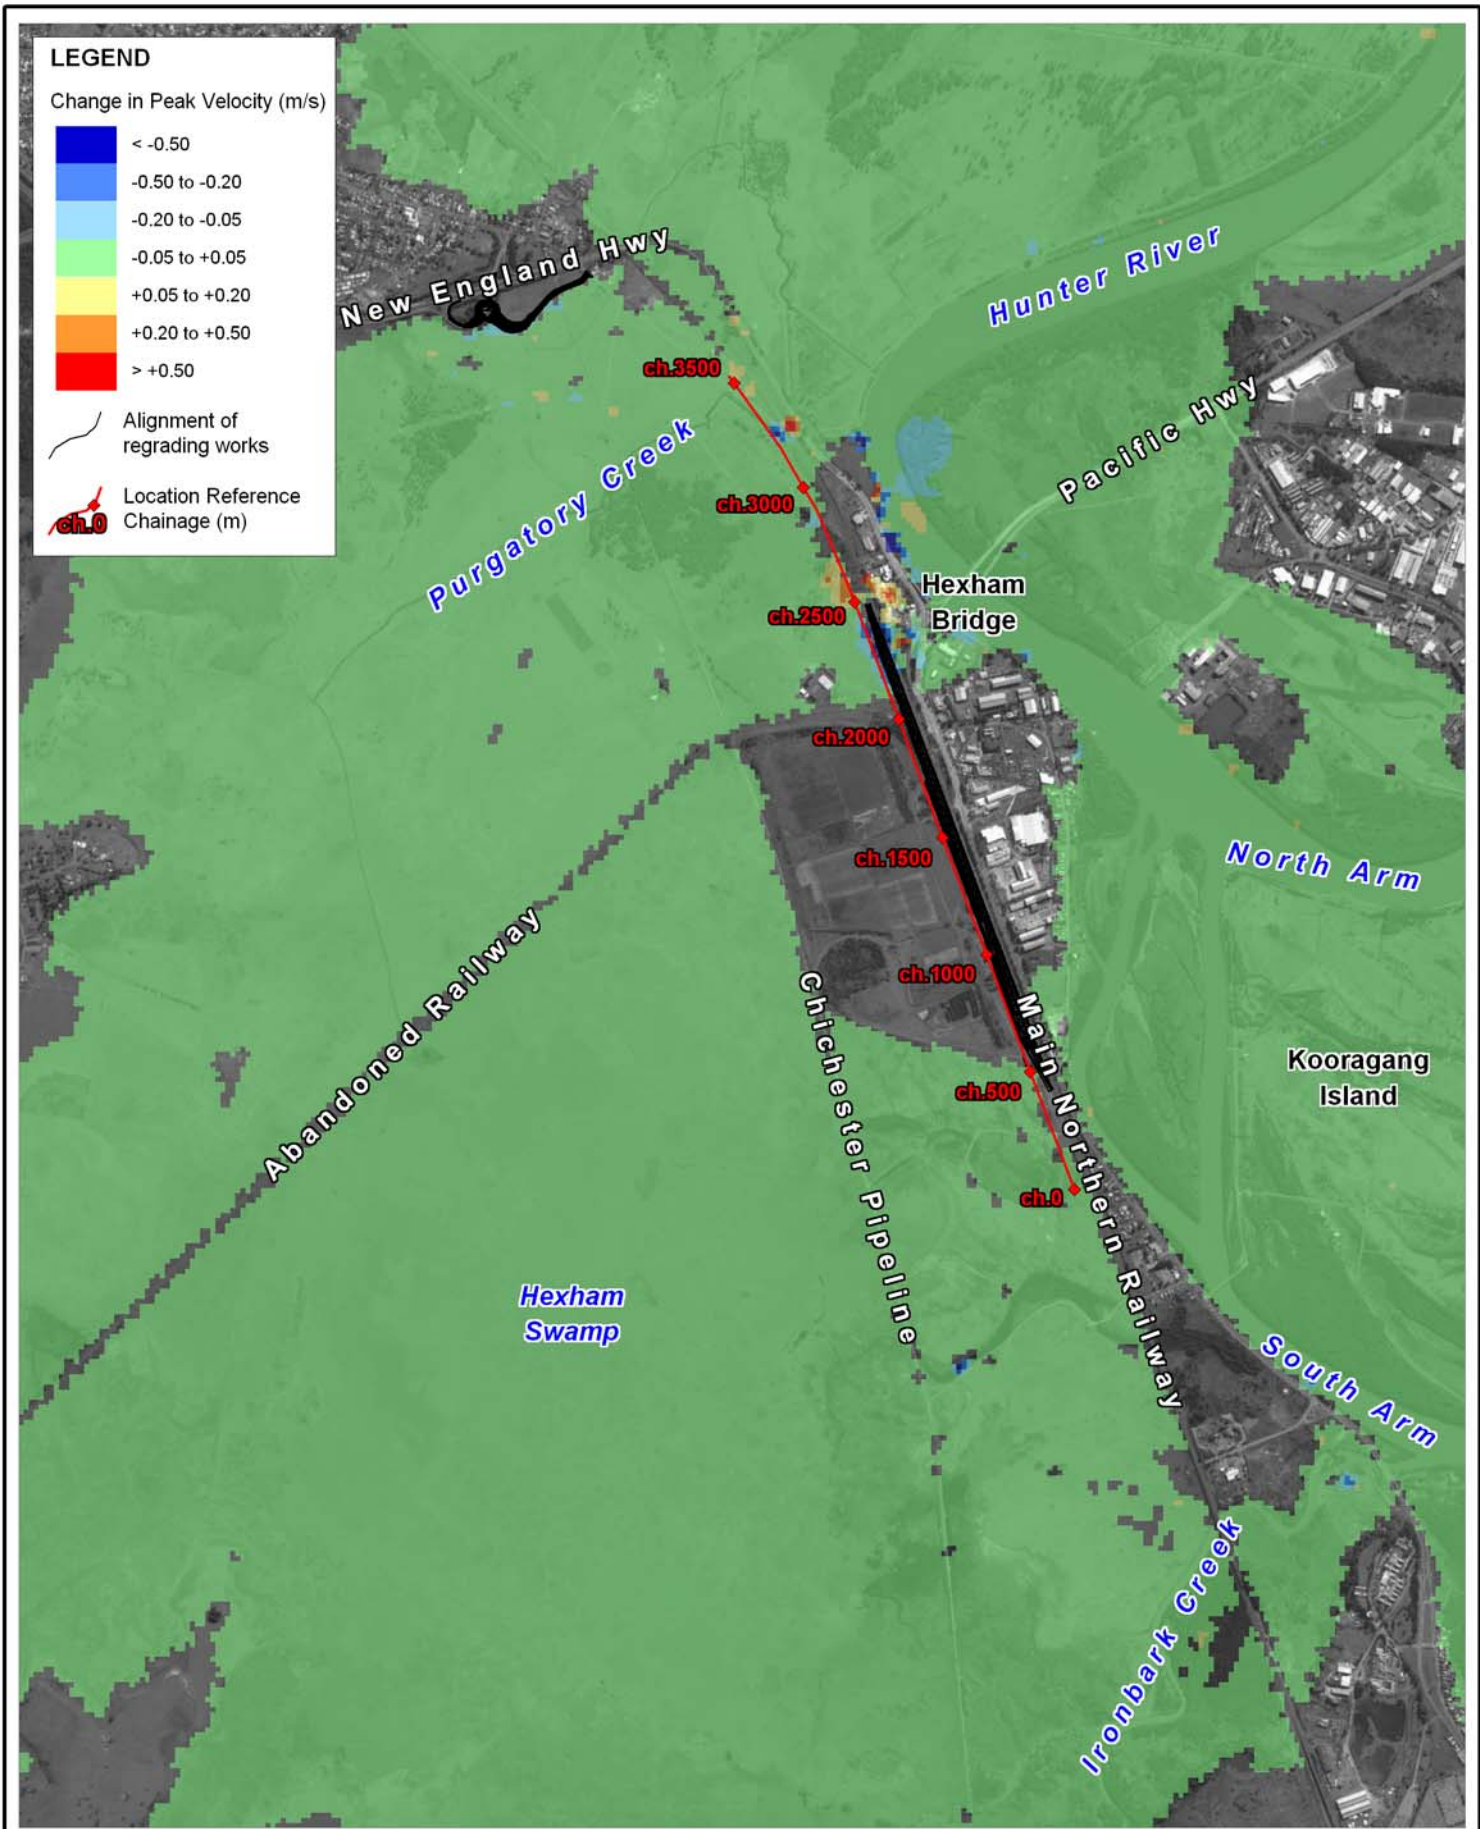 LEGEND
Change in Peak Velocity (m/s)
< -0.50
-0.50 to -0.20
-0.20 to -0.05
-0.05 to +0.05
+0.05 to +0.20
+0.20 to +0.50
> +0.50
Alignment of
regrading works
Location Reference
Chainage (m)
ch.0
New England Hwy
Hunter River
ch.3500
Pacific Hwy
Purgatory Creek
ch.3000
Hexham
Bridge
ch.2500
ch.2000
ch.1500
North Arm
Abandoned Railway
ch.1000
Chichester Pipeline
Main Northern Railway
Kooragang
Island
ch.500
ch.0
Hexham
Swamp
South Arm
Ironbark Creek